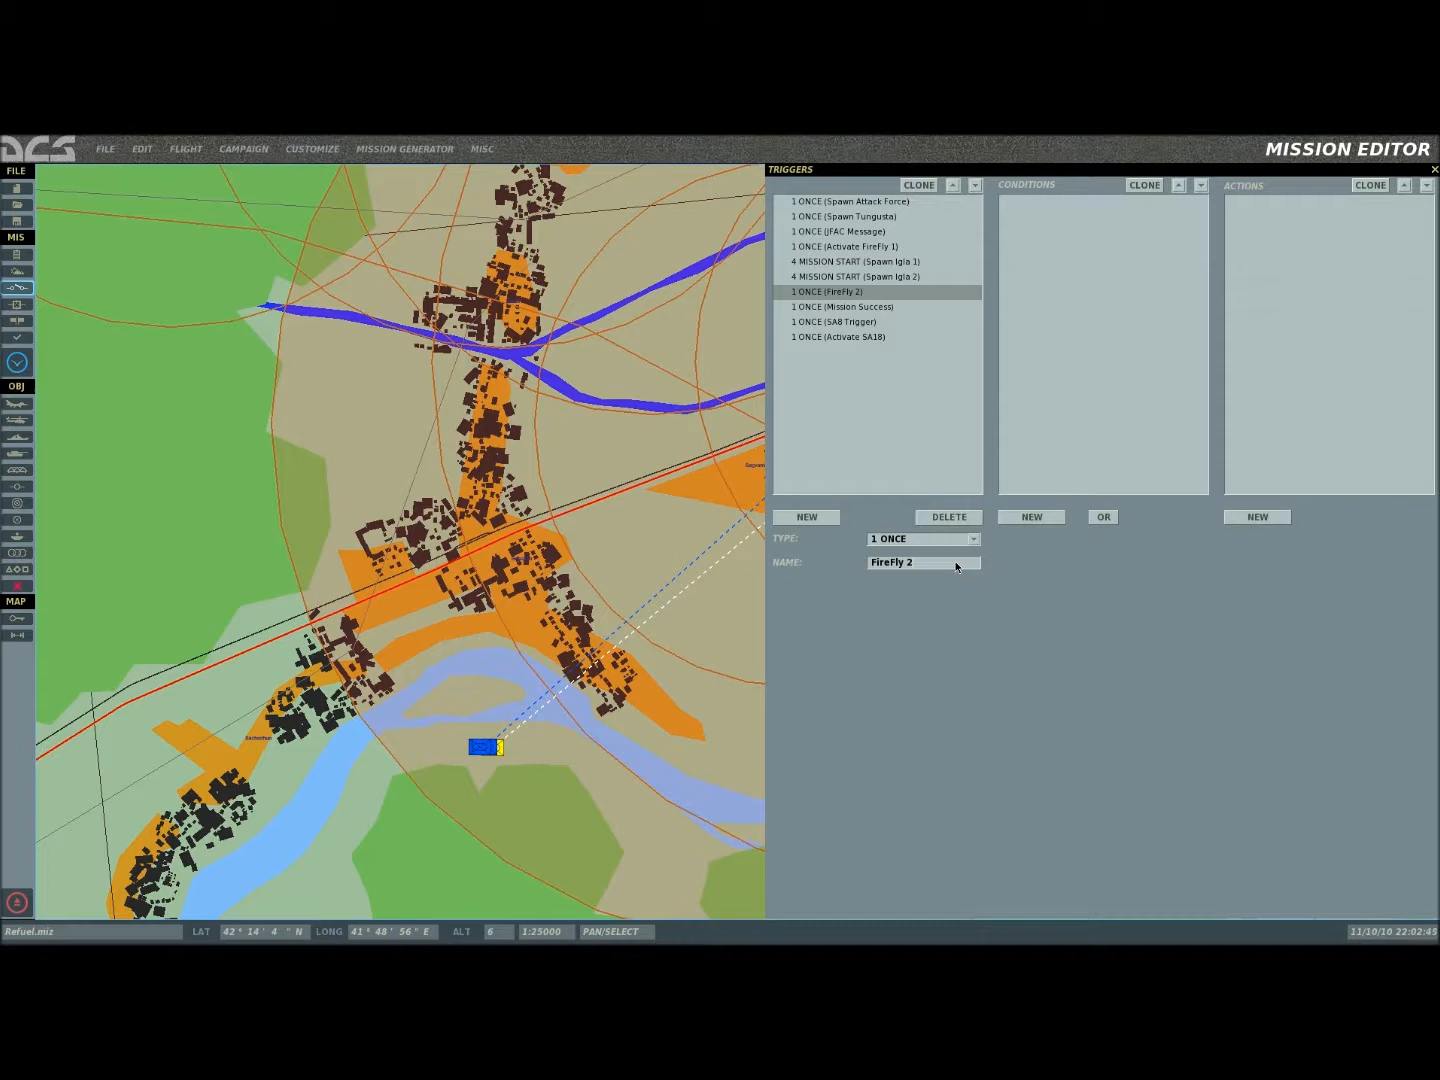 DCS
FILE EDIT FLIGHT CAMPAIGN CUSTOMIZE MISSION GENERATOR MISC
MISSION EDITOR
FILE
MIS
OBJ
MAP
TRIGGERS
CLONE
CONDITIONS
CLONE
ACTIONS
CLONE
1 ONCE (Spawn Attack Force)
1 ONCE (Spawn Tungusta)
1 ONCE (JFAC Message)
1 ONCE (Activate FireFly 1)
4 MISSION START (Spawn Igla 1)
4 MISSION START (Spawn Igla 2)
1 ONCE (FireFly 2)
1 ONCE (Mission Success)
1 ONCE (SA8 Trigger)
1 ONCE (Activate SA18)
NEW
DELETE
NEW
OR
NEW
TYPE: 1 ONCE
NAME: FireFly 2
Refuel.miz
LAT 42 ° 14 ' 4 " N
LONG 41 ° 48 ' 56 " E
ALT 6
1:25000
PAN/SELECT
11/10/10 22:02:45